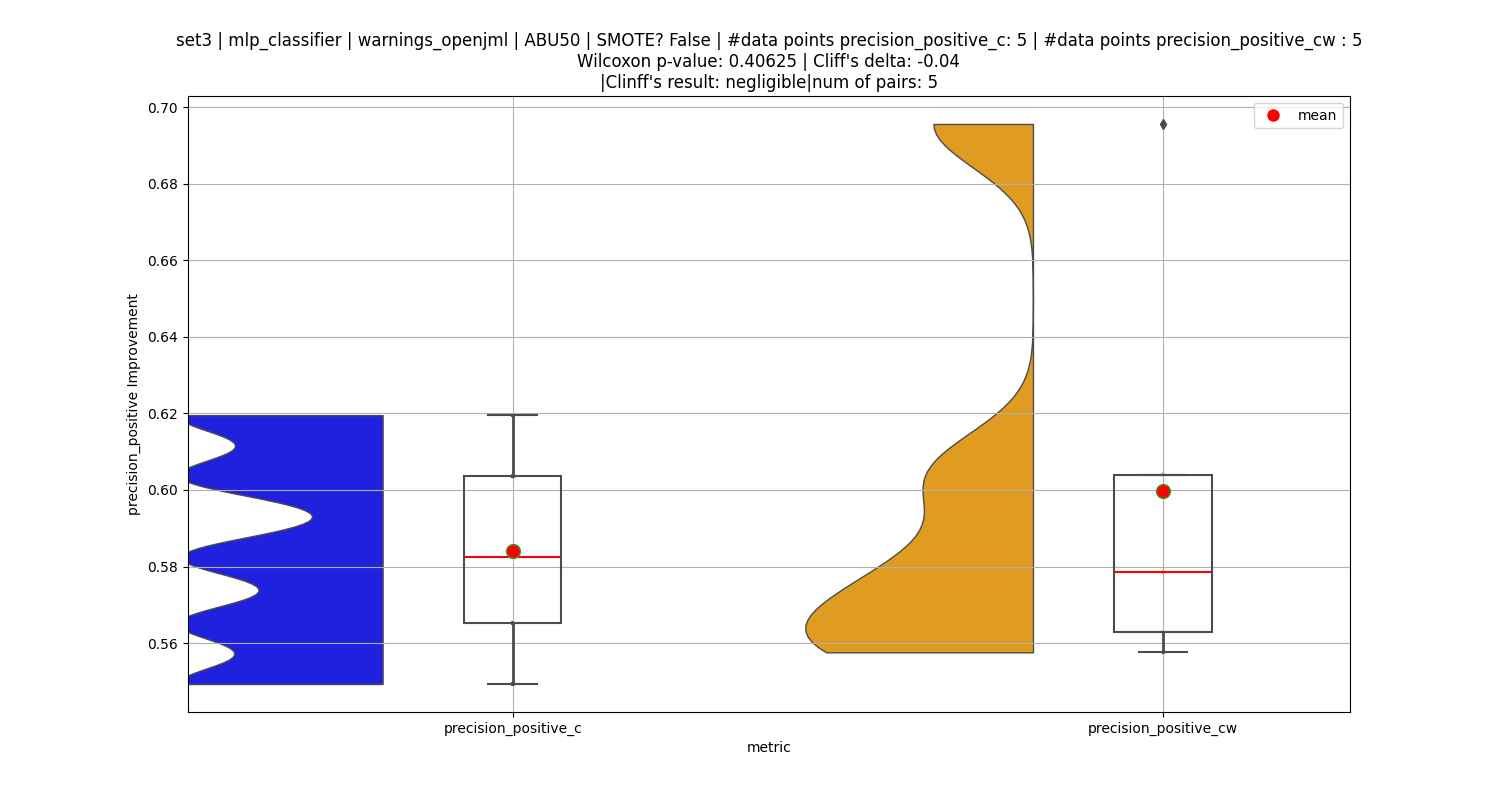 set3 | mlp_classifier | warnings_openjml | ABU50 | SMOTE? False | #data points precision_positive_c: 5 | #data points precision_positive_cw : 5
Wilcoxon p-value: 0.40625 | Cliff's delta: -0.04
|Clinff's result: negligible|num of pairs: 5
mean
0.70
0.68
0.66
0.64
0.62
0.60
0.58
0.56
precision_positive Improvement
precision_positive_c
precision_positive_cw
metric